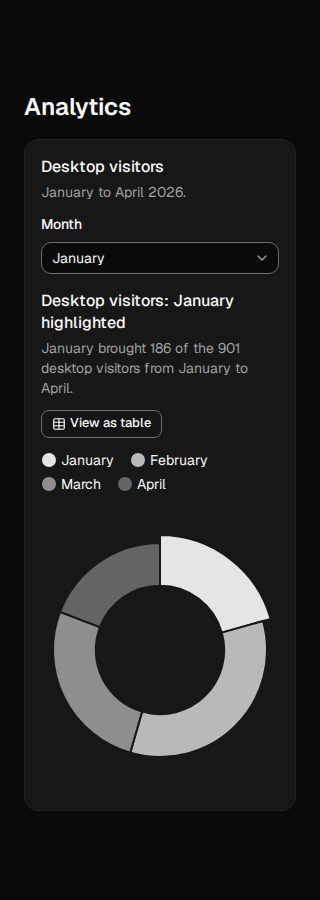 Analytics
Desktop visitors
January to April 2026.
Month
January
Desktop visitors: January
highlighted
January brought 186 of the 901
desktop visitors from January to
April.
View as table
January February
March April